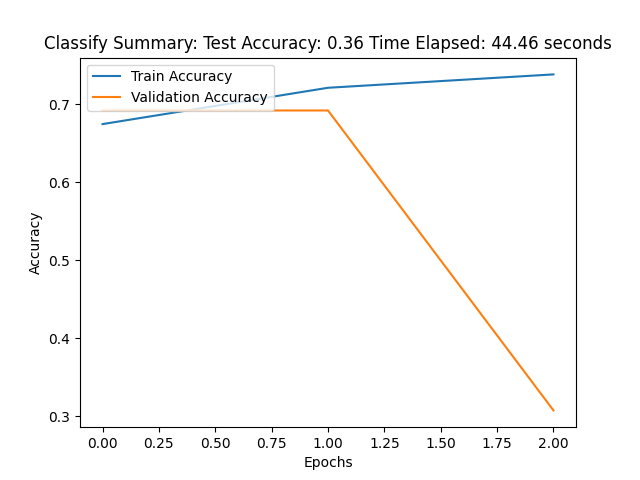 Classify Summary: Test Accuracy: 0.36 Time Elapsed: 44.46 seconds
Train Accuracy
Validation Accuracy
0.7
0.6
0.5
0.4
0.3
Accuracy
0.00 0.25 0.50 0.75 1.00 1.25 1.50 1.75 2.00
Epochs